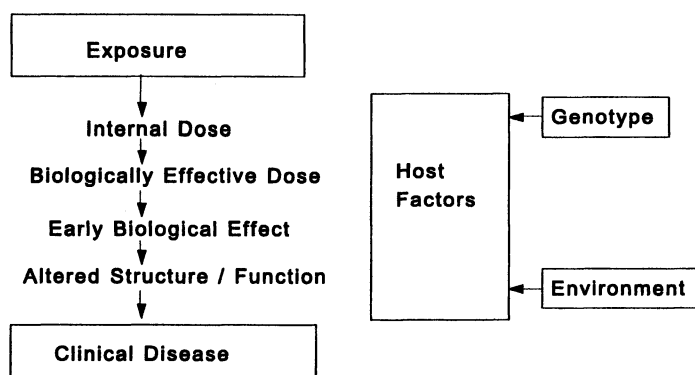 Exposure
Internal Dose
Biologically Effective Dose
Early Biological Effect
Altered Structure / Function
Clinical Disease
Host
Factors
Genotype
Environment